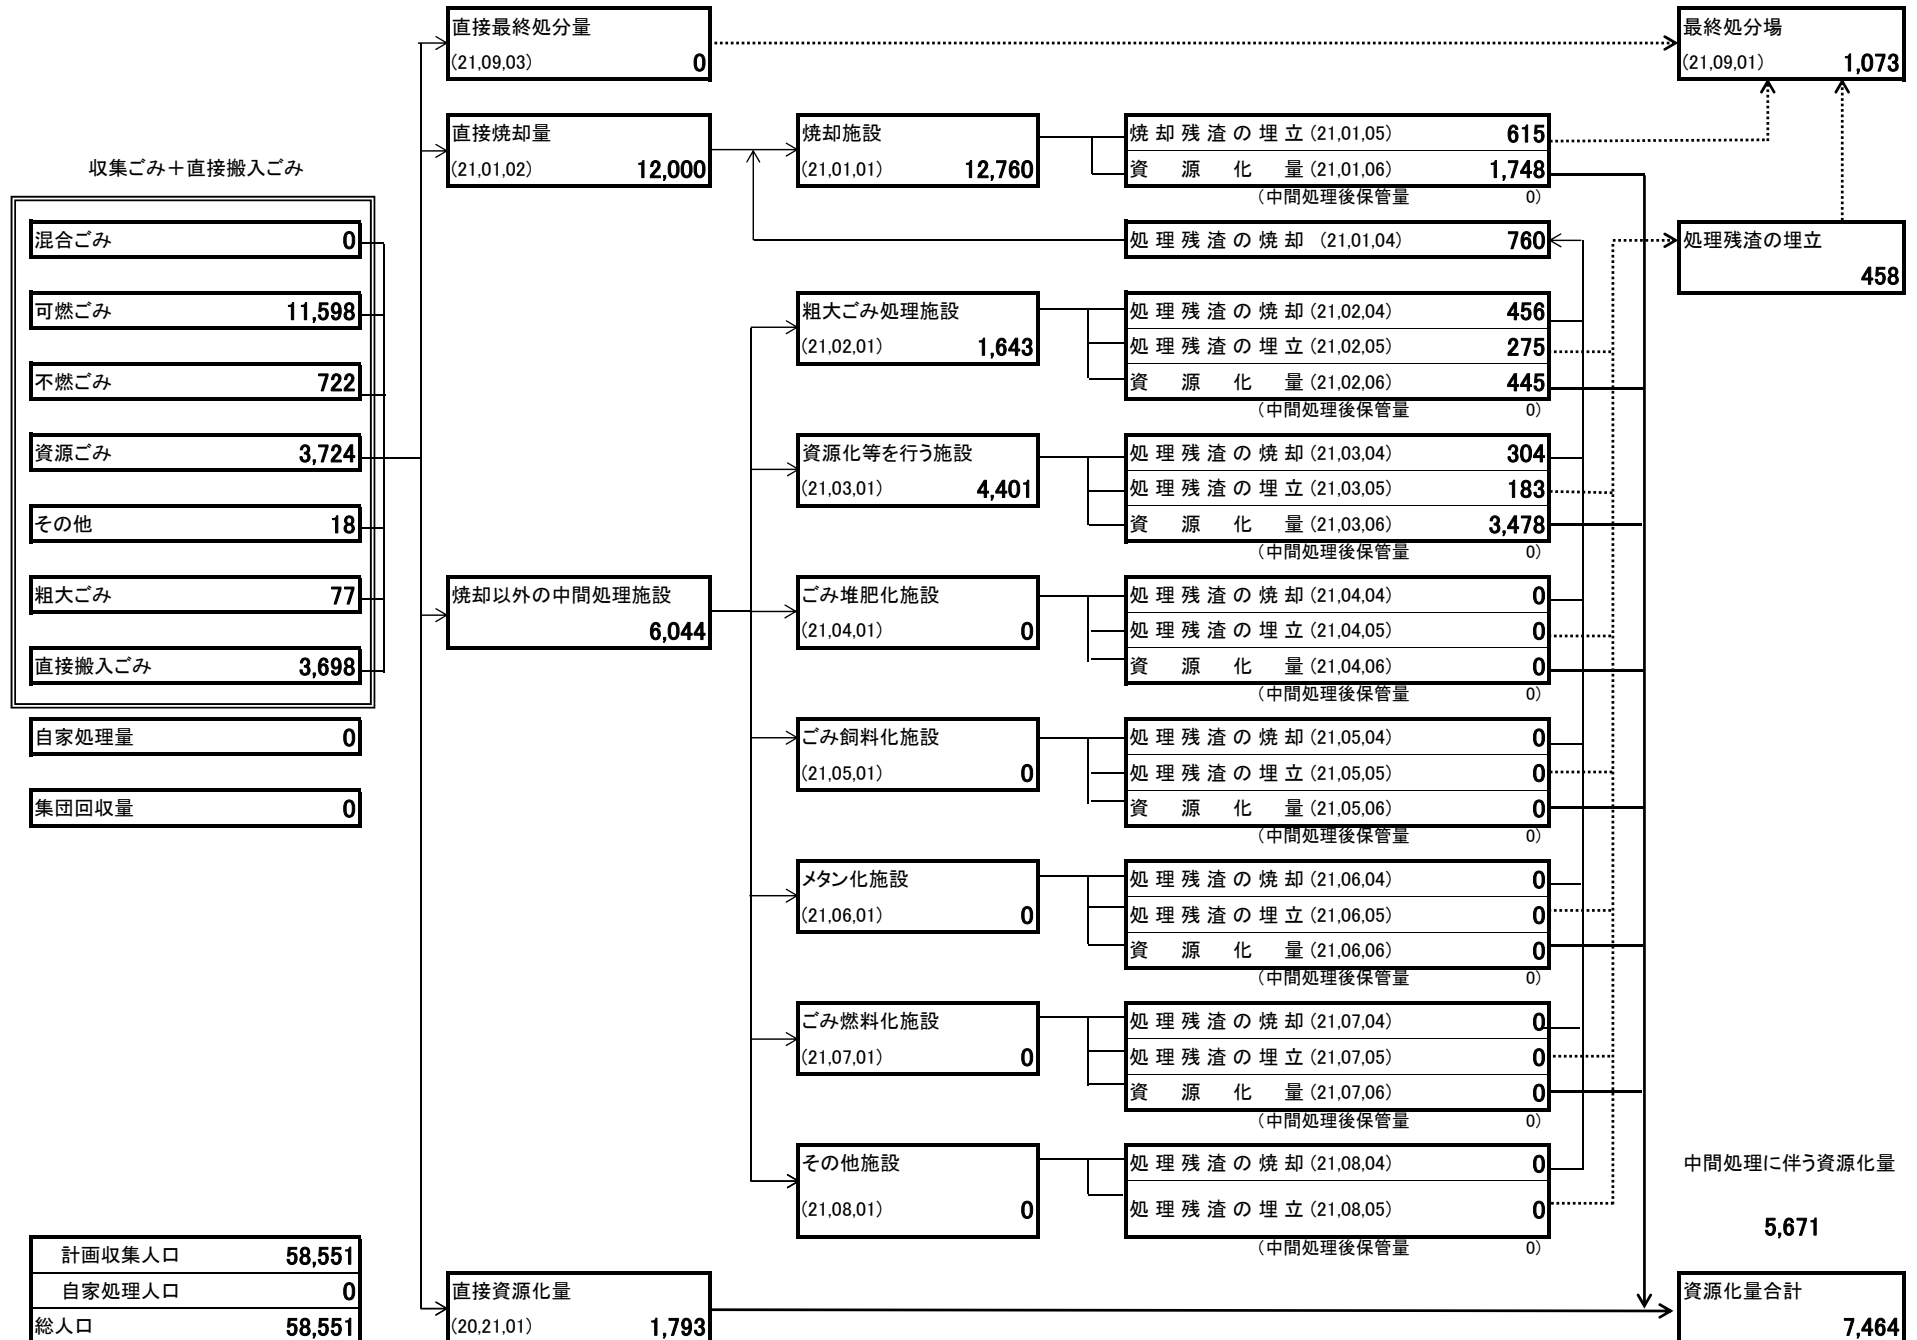 直接最終処分量
(21,09,03) 0
最終処分場
(21,09,01) 1,073
収集ごみ＋直接搬入ごみ
混合ごみ 0
可燃ごみ 11,598
不燃ごみ 722
資源ごみ 3,724
その他 18
粗大ごみ 77
直接搬入ごみ 3,698
自家処理量 0
集団回収量 0
計画収集人口 58,551
自家処理人口 0
総人口 58,551
直接焼却量
(21,01,02) 12,000
焼却以外の中間処理施設
6,044
直接資源化量
(20,21,01) 1,793
焼却施設
(21,01,01) 12,760
焼却残渣の埋立(21,01,05) 615
資源化量(21,01,06) 1,748
(中間処理後保管量 0)
処理残渣の焼却 (21,01,04) 760
処理残渣の埋立
458
粗大ごみ処理施設
(21,02,01) 1,643
処理残渣の焼却(21,02,04) 456
処理残渣の埋立(21,02,05) 275
資源化量(21,02,06) 445
(中間処理後保管量 0)
資源化等を行う施設
(21,03,01) 4,401
処理残渣の焼却(21,03,04) 304
処理残渣の埋立(21,03,05) 183
資源化量(21,03,06) 3,478
(中間処理後保管量 0)
ごみ堆肥化施設
(21,04,01) 0
処理残渣の焼却(21,04,04) 0
処理残渣の埋立(21,04,05) 0
資源化量(21,04,06) 0
(中間処理後保管量 0)
ごみ飼料化施設
(21,05,01) 0
処理残渣の焼却(21,05,04) 0
処理残渣の埋立(21,05,05) 0
資源化量(21,05,06) 0
(中間処理後保管量 0)
メタン化施設
(21,06,01) 0
処理残渣の焼却(21,06,04) 0
処理残渣の埋立(21,06,05) 0
資源化量(21,06,06) 0
(中間処理後保管量 0)
ごみ燃料化施設
(21,07,01) 0
処理残渣の焼却(21,07,04) 0
処理残渣の埋立(21,07,05) 0
資源化量(21,07,06) 0
(中間処理後保管量 0)
その他施設
(21,08,01) 0
処理残渣の焼却(21,08,04) 0
処理残渣の埋立(21,08,05) 0
(中間処理後保管量 0)
中間処理に伴う資源化量
5,671
資源化量合計
7,464